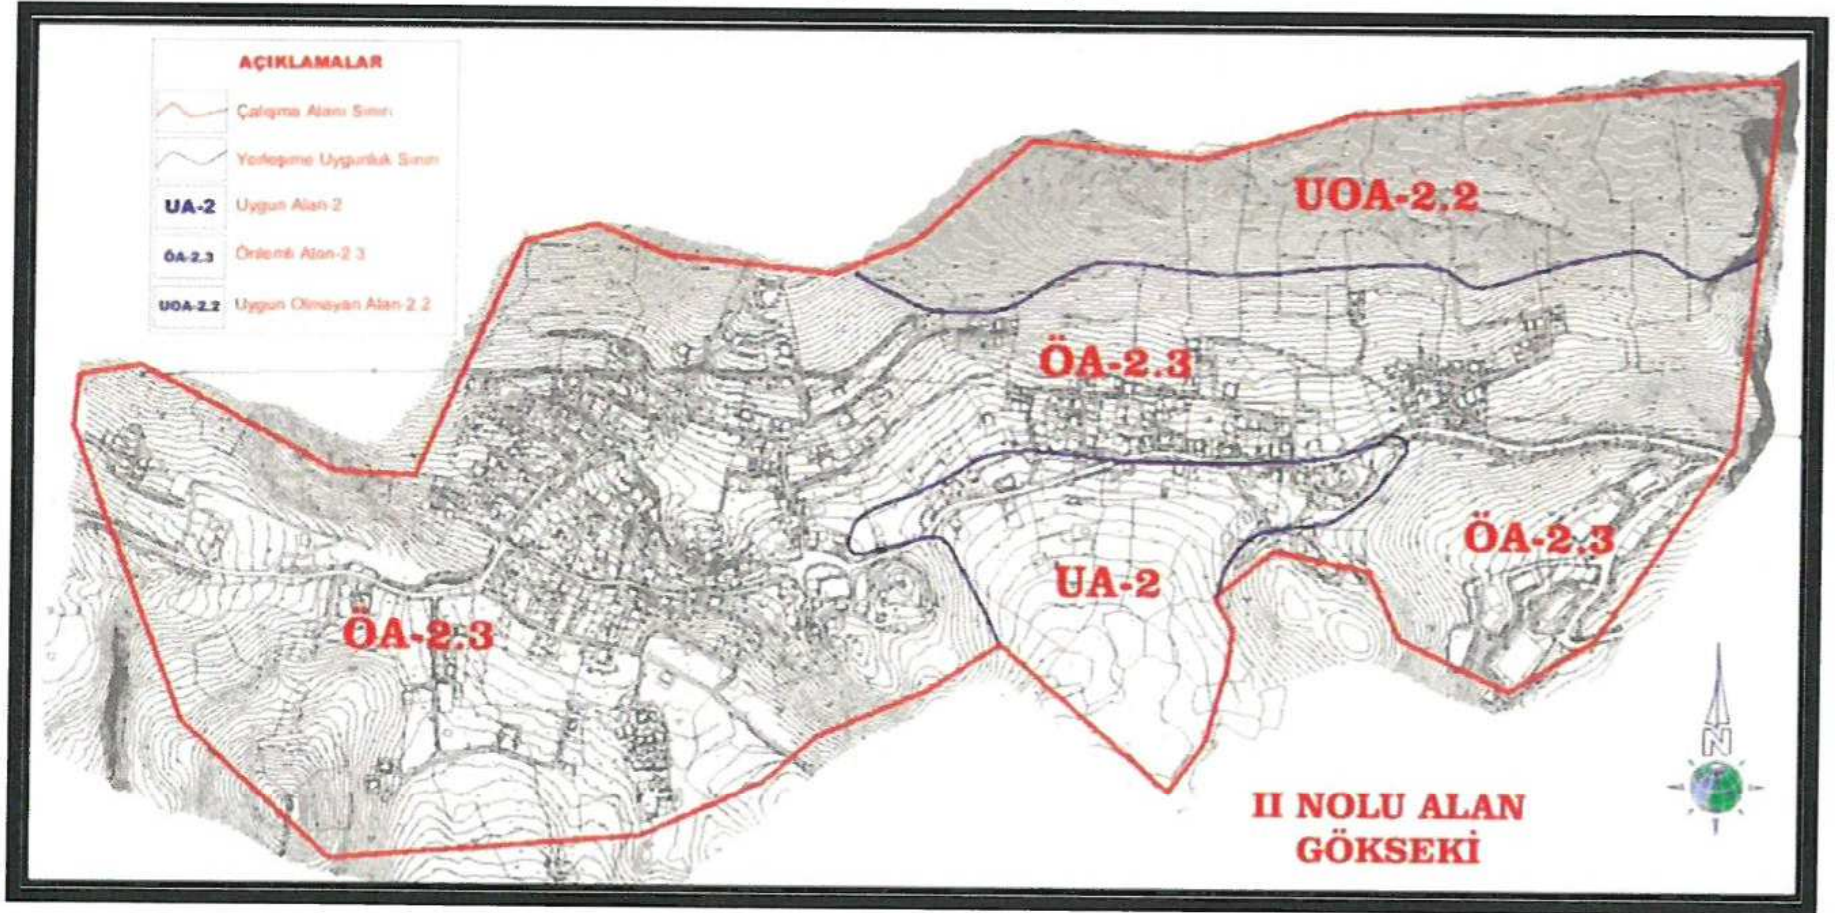 AÇIKLAMALAR
Çalışma Alanı Sınırı
Yerleşime Uygunluk Sınırı
UA-2 Uygun Alan-2
ÖA-2.3 Önlemli Alan-2.3
UOA-2.2 Uygun Olmayan Alan-2.2
UOA-2.2
ÖA-2.3
ÖA-2.3
UA-2
ÖA-2.3
N
II NOLU ALAN
GÖKSEKİ